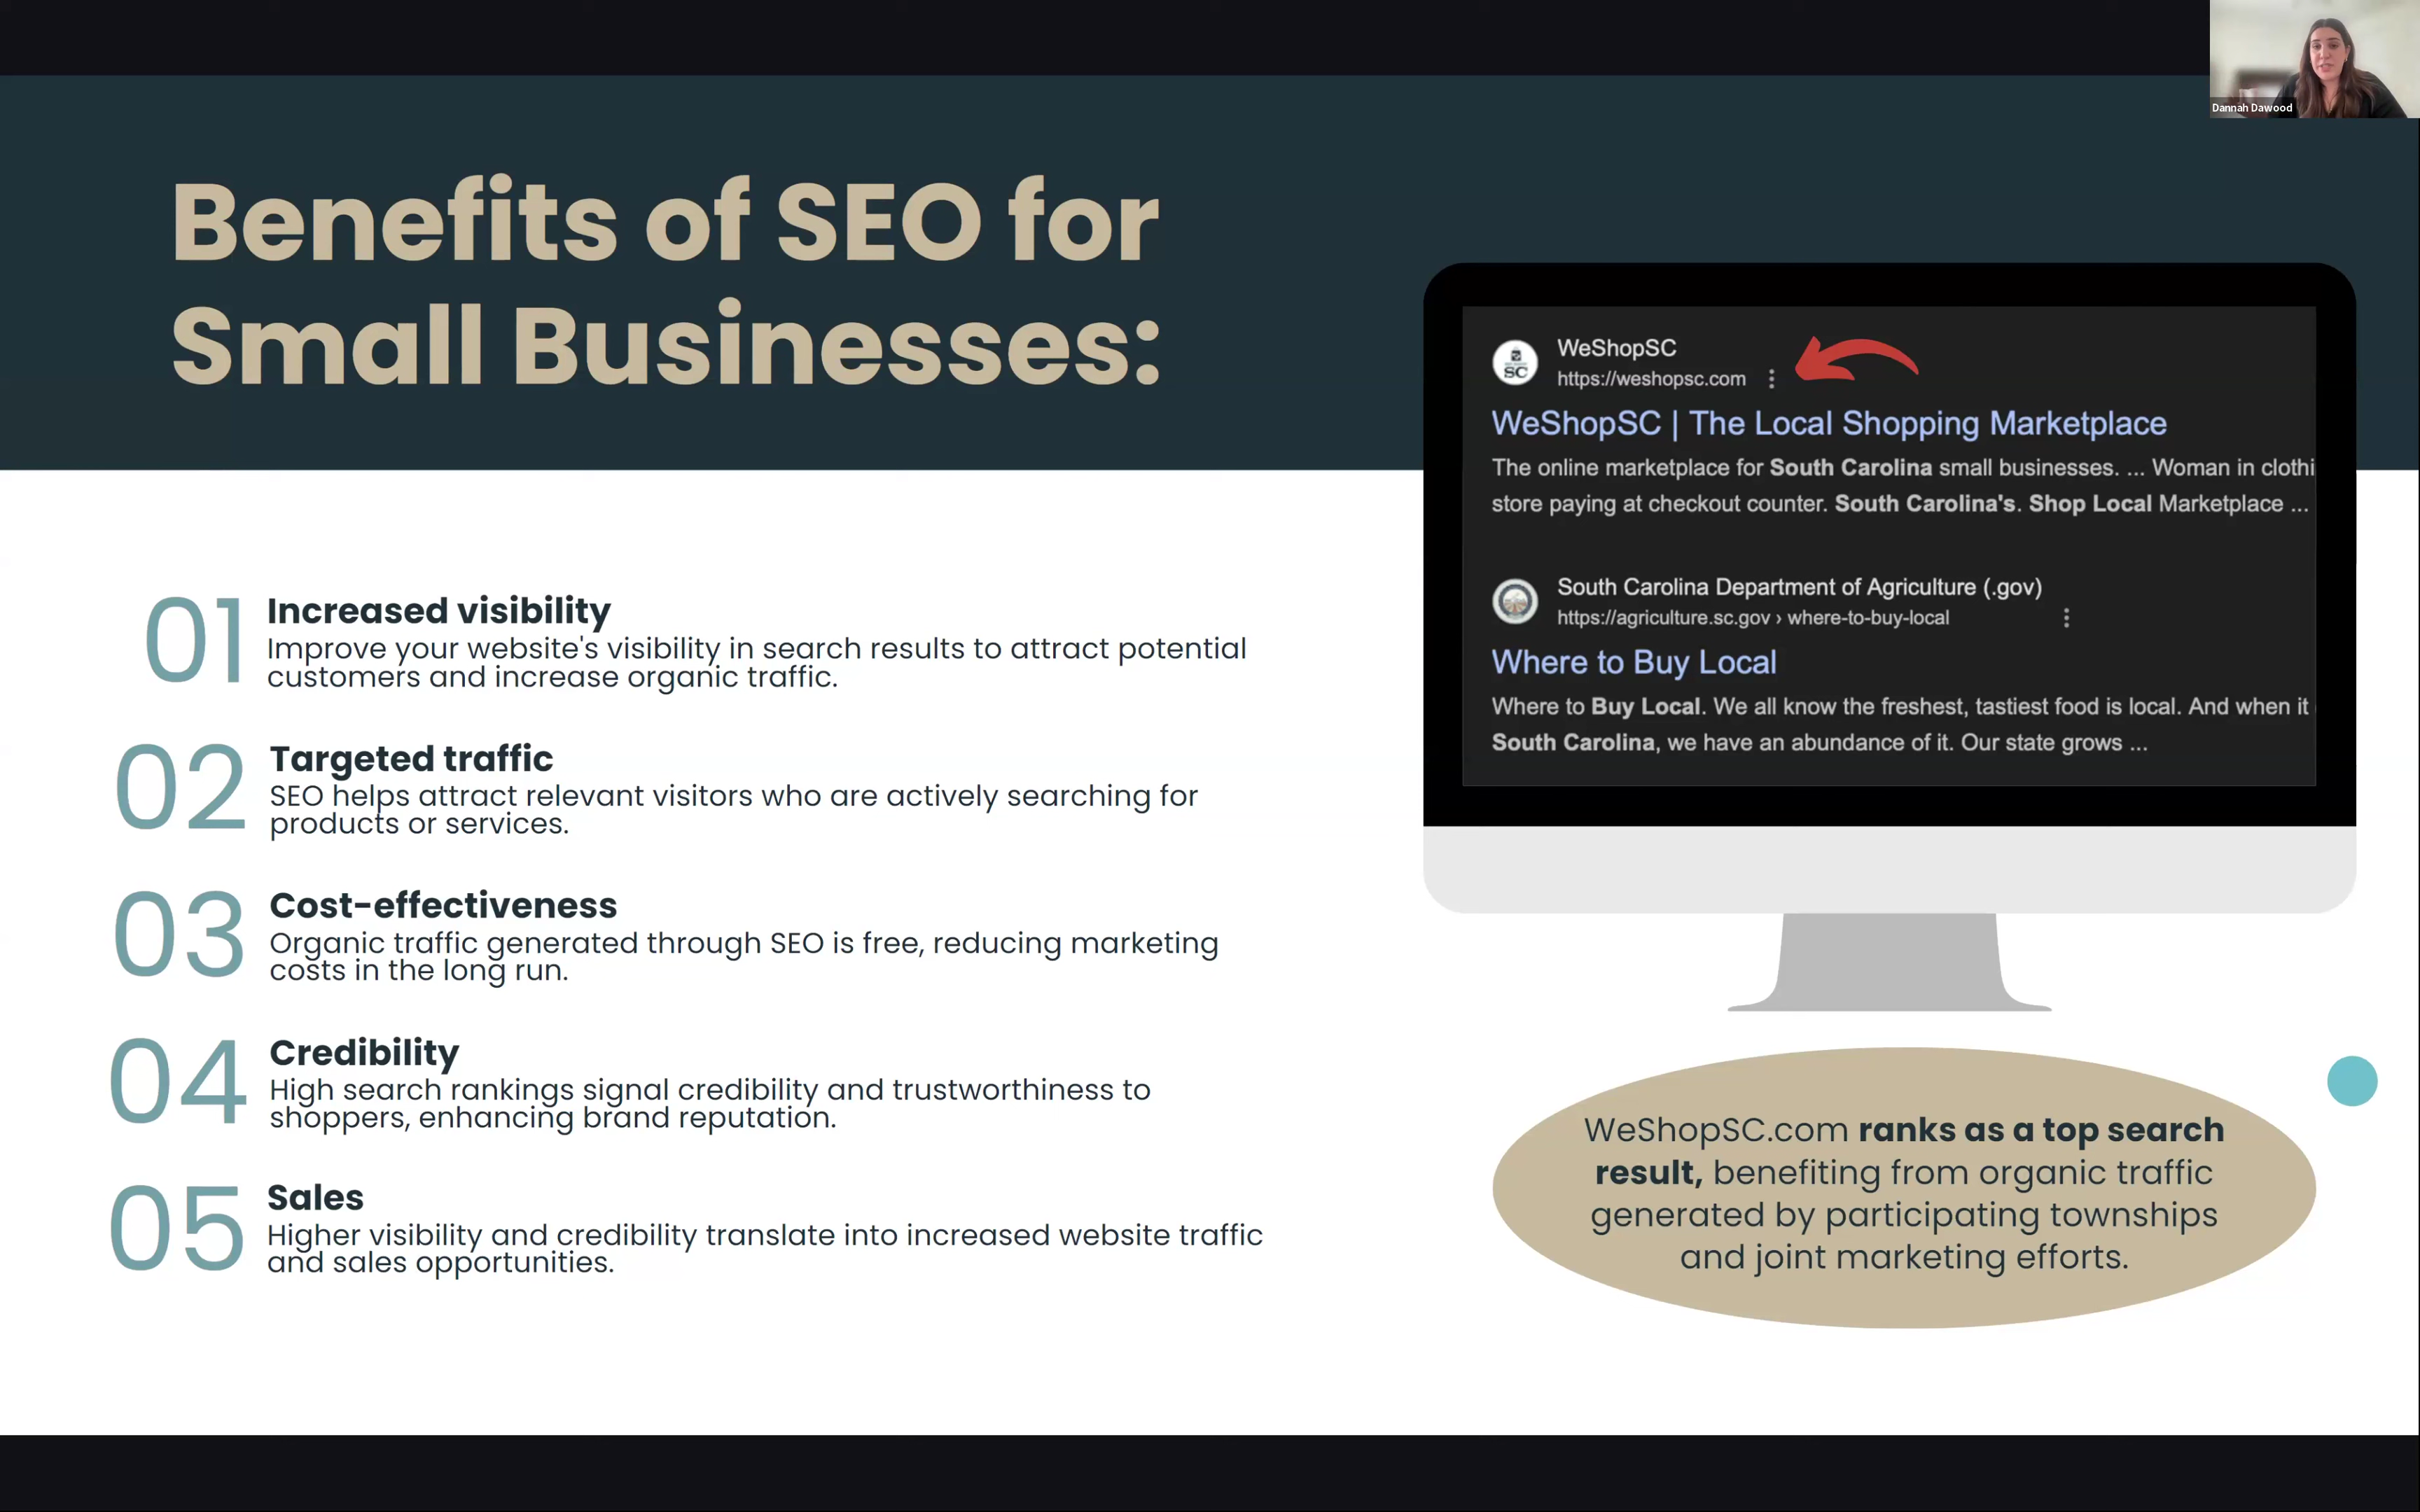 Dannah Dawood
Benefits of SEO for
Small Businesses:
01
Increased visibility
Improve your website's visibility in search results to attract potential
customers and increase organic traffic.
02
Targeted traffic
SEO helps attract relevant visitors who are actively searching for
products or services.
03
Cost-effectiveness
Organic traffic generated through SEO is free, reducing marketing
costs in the long run.
04
Credibility
High search rankings signal credibility and trustworthiness to
shoppers, enhancing brand reputation.
05
Sales
Higher visibility and credibility translate into increased website traffic
and sales opportunities.
SC
WeShopSC
https://weshopsc.com
WeShopSC | The Local Shopping Marketplace
The online marketplace for South Carolina small businesses. ... Woman in clothi
store paying at checkout counter. South Carolina's. Shop Local Marketplace ...
South Carolina Department of Agriculture (.gov)
https://agriculture.sc.gov › where-to-buy-local
Where to Buy Local
Where to Buy Local. We all know the freshest, tastiest food is local. And when it
South Carolina, we have an abundance of it. Our state grows ...
WeShopSC.com ranks as a top search
result, benefiting from organic traffic
generated by participating townships
and joint marketing efforts.